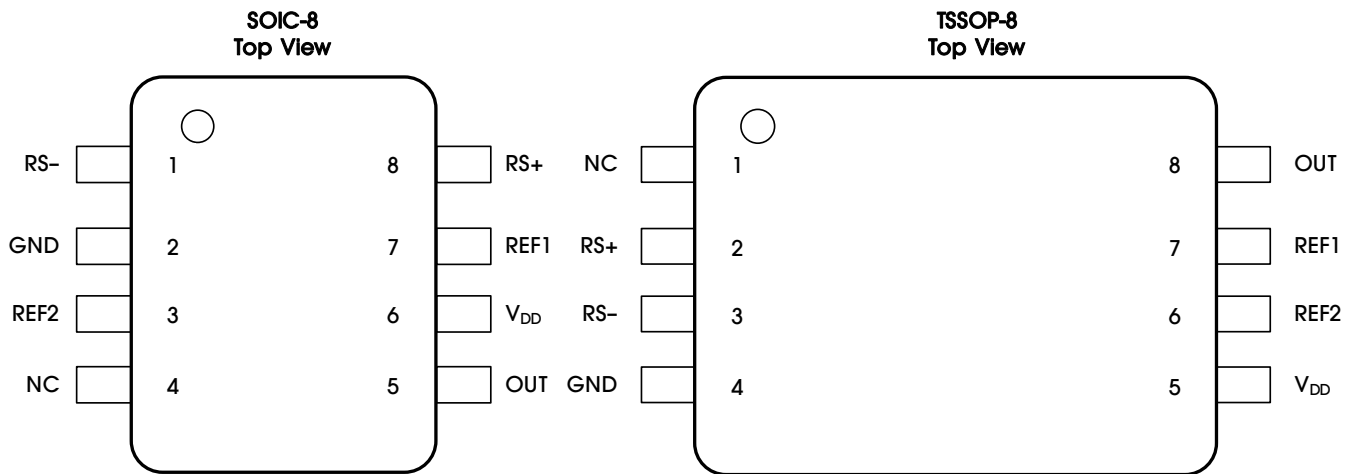 SOIC-8
Top View
RS− 1 8 RS+
GND 2 7 REF1
REF2 3 6 VDD
NC 4 5 OUT
TSSOP-8
Top View
NC 1 8 OUT
RS+ 2 7 REF1
RS− 3 6 REF2
GND 4 5 VDD